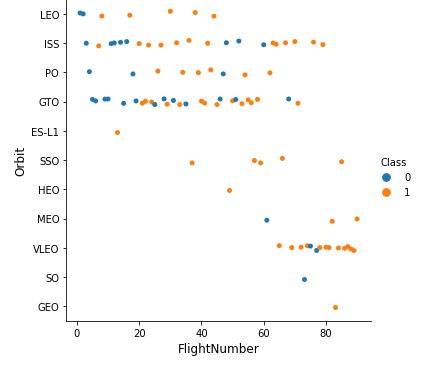 LEO
ISS
PO
GTO
ES-L1
SSO
HEO
MEO
VLEO
SO
GEO
Orbit
Class
0
1
0 20 40 60 80
FlightNumber